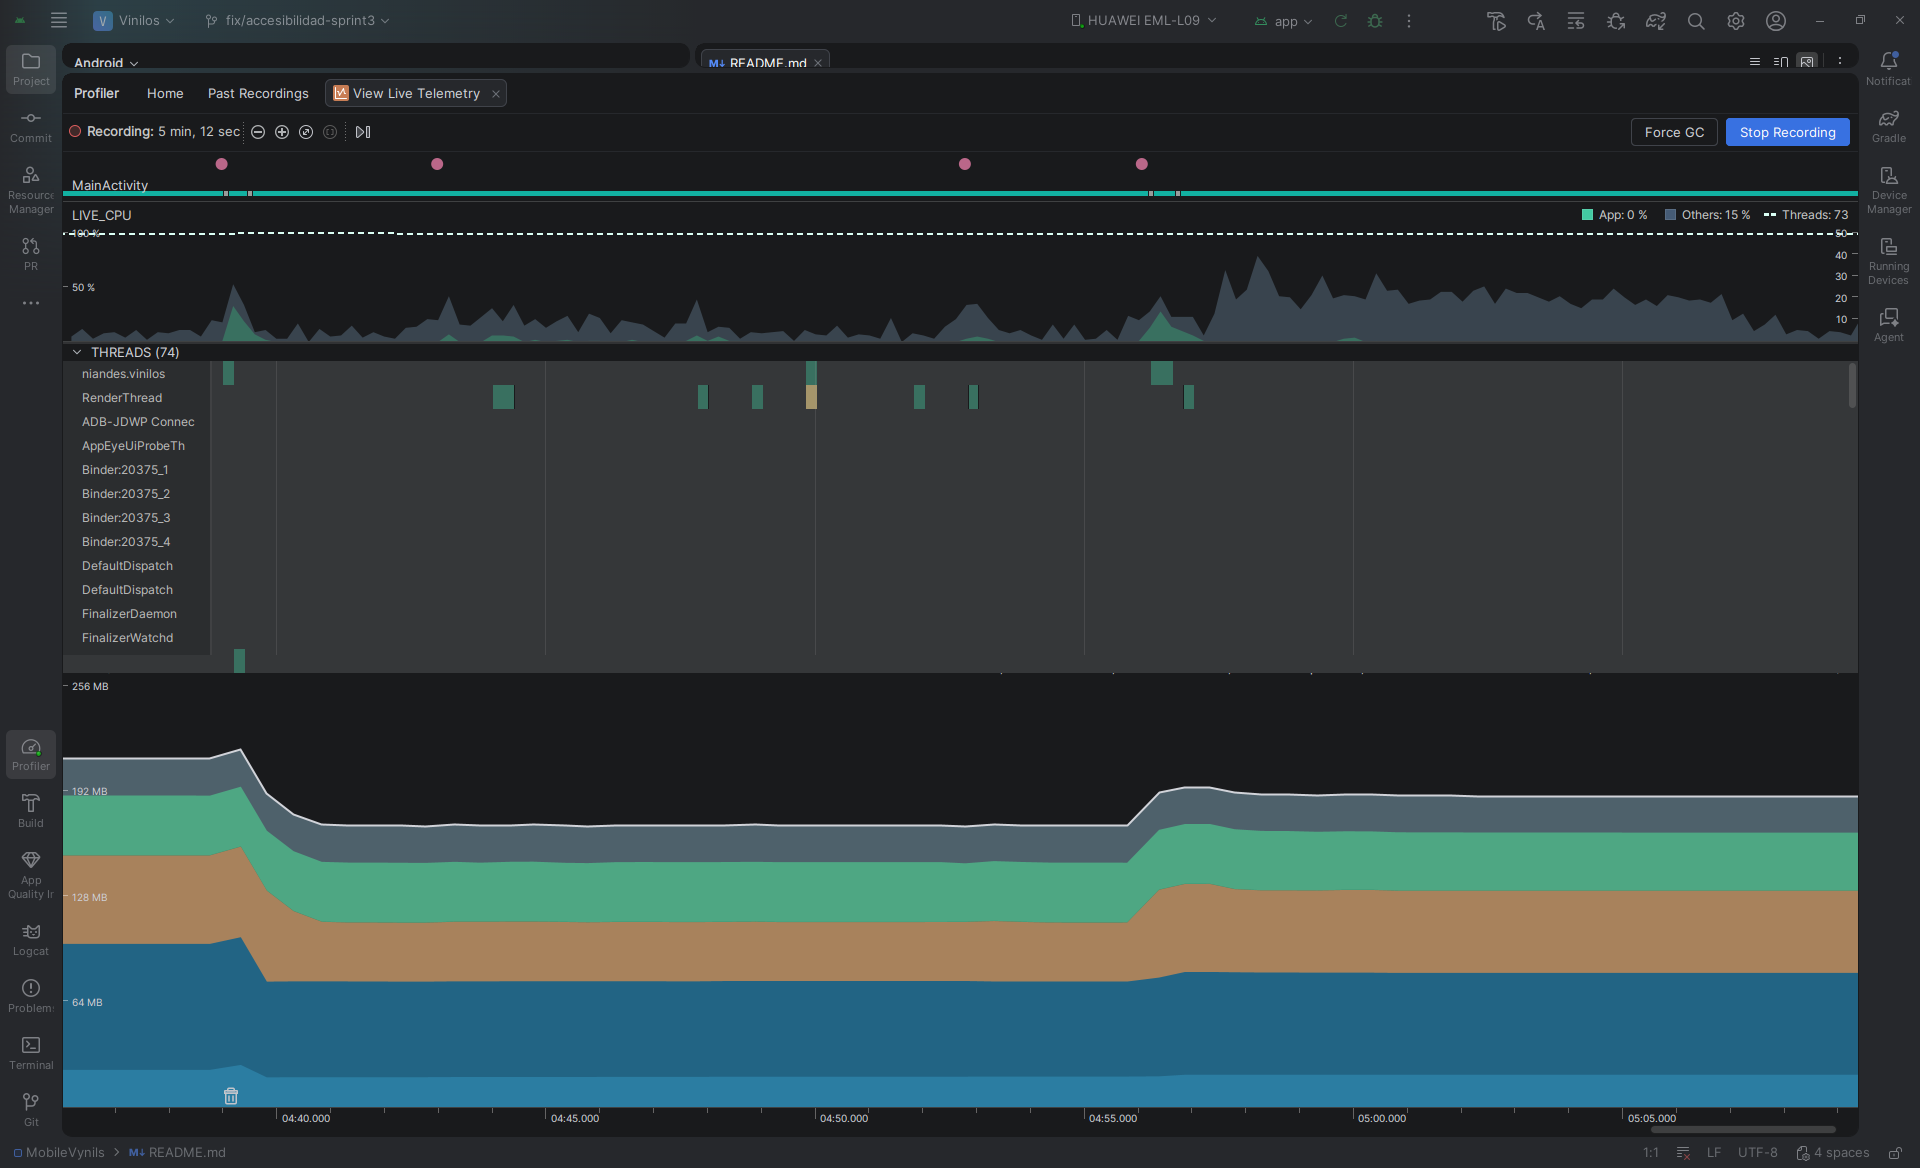 V Vinilos fix/accesibilidad-sprint3 HUAWEI EML-L09 app
Project
Commit
Resource
Manager
PR
Android
M↓ README.md
Profiler Home Past Recordings View Live Telemetry
Recording: 5 min, 12 sec
Force GC Stop Recording
MainActivity
LIVE_CPU
App: 0 % Others: 15 % Threads: 73
100 %
50
40
50 %
30
20
10
THREADS (74)
niandes.vinilos
RenderThread
ADB-JDWP Connec
AppEyeUiProbeTh
Binder:20375_1
Binder:20375_2
Binder:20375_3
Binder:20375_4
DefaultDispatch
DefaultDispatch
FinalizerDaemon
FinalizerWatchd
256 MB
192 MB
128 MB
64 MB
04:40.000 04:45.000 04:50.000 04:55.000 05:00.000 05:05.000
Notificat
Gradle
Device
Manager
Running
Devices
Agent
Profiler
Build
App
Quality In
Logcat
Problem
Terminal
Git
MobileVynils > M↓ README.md
1:1 LF UTF-8 4 spaces